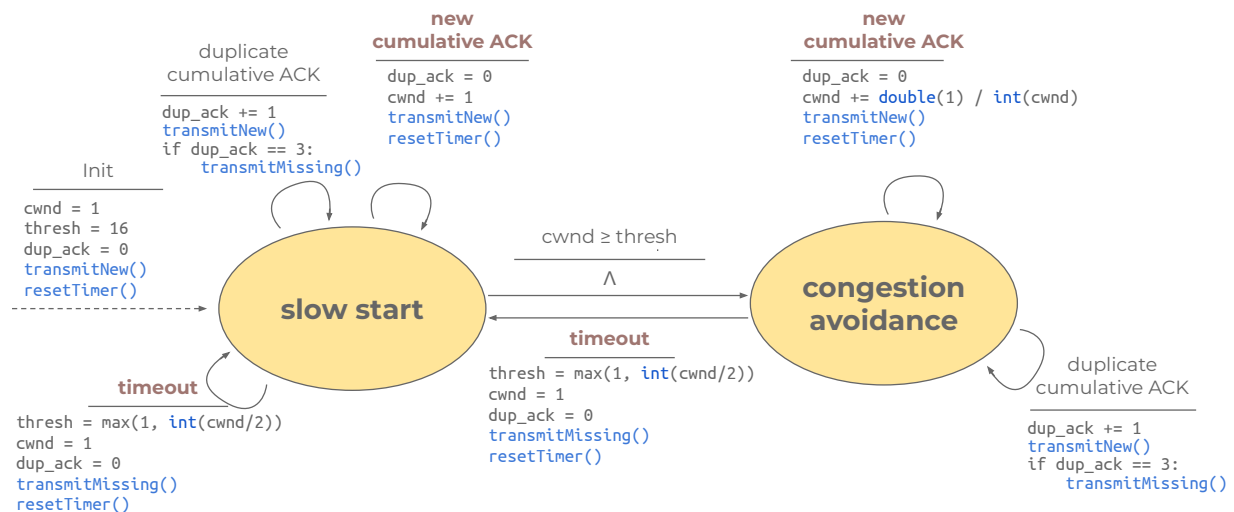 Init
cwnd = 1
thresh = 16
dup_ack = 0
transmitNew()
resetTimer()
duplicate
cumulative ACK
dup_ack += 1
transmitNew()
if dup_ack == 3:
transmitMissing()
new
cumulative ACK
dup_ack = 0
cwnd += 1
transmitNew()
resetTimer()
slow start
timeout
thresh = max(1, int(cwnd/2))
cwnd = 1
dup_ack = 0
transmitMissing()
resetTimer()
cwnd ≥ thresh
Λ
timeout
thresh = max(1, int(cwnd/2))
cwnd = 1
dup_ack = 0
transmitMissing()
resetTimer()
new
cumulative ACK
dup_ack = 0
cwnd += double(1) / int(cwnd)
transmitNew()
resetTimer()
congestion
avoidance
duplicate
cumulative ACK
dup_ack += 1
transmitNew()
if dup_ack == 3:
transmitMissing()